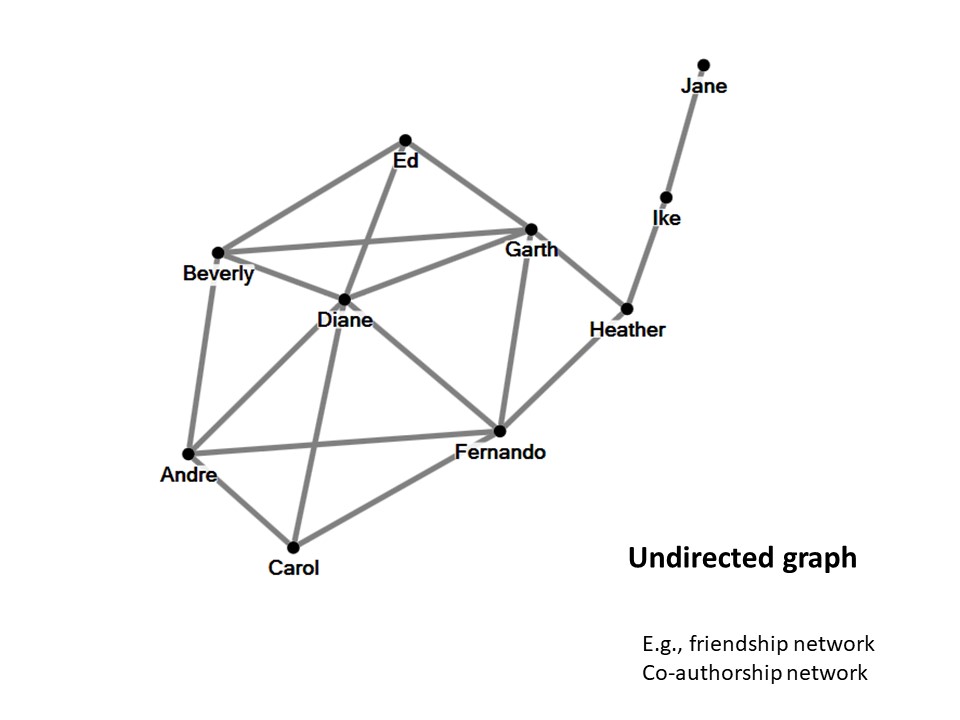 Jane
Ed
Ike
Garth
Beverly
Diane
Heather
Fernando
Andre
Carol
Undirected graph
E.g., friendship network
Co-authorship network